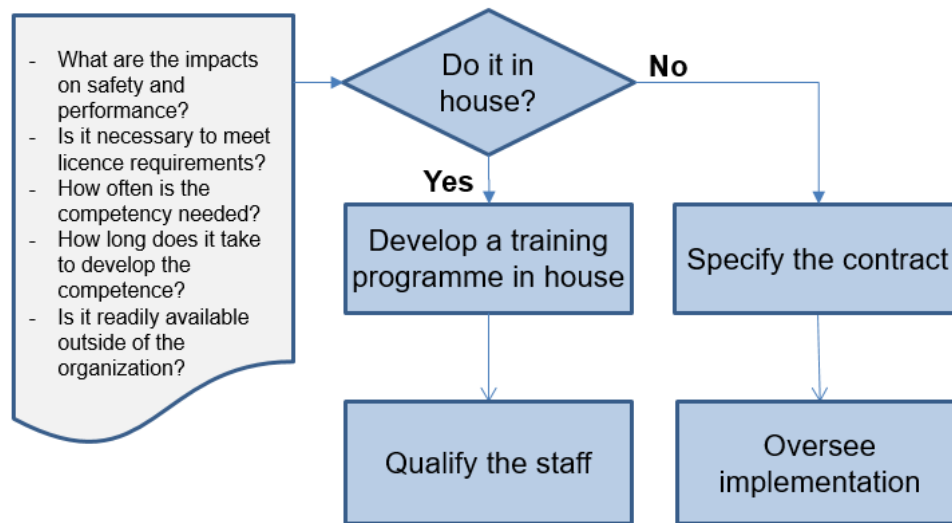 - What are the impacts
on safety and
performance?
- Is it necessary to meet
licence requirements?
- How often is the
competency needed?
- How long does it take
to develop the
competence?
- Is it readily available
outside of the
organization?
Do it in
house?
No
Yes
Develop a training
programme in house
Specify the contract
Qualify the staff
Oversee
implementation